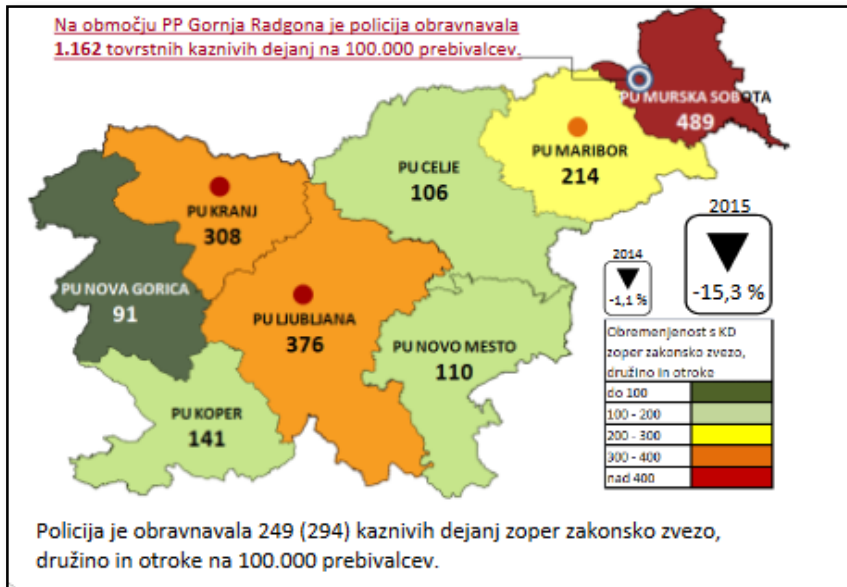 Na območju PP Gornja Radgona je policija obravnavala
1.162 tovrstnih kaznivih dejanj na 100.000 prebivalcev.
PU MURSKA SOBOTA
489
PU MARIBOR
214
PU CELJE
106
PU KRANJ
308
PU NOVA GORICA
91
PU LJUBLJANA
376
PU NOVO MESTO
110
PU KOPER
141
2014
-1,1 %
2015
-15,3 %
Obremenjenost s KD
zoper zakonsko zvezo,
družino in otroke
do 100
100 - 200
200 - 300
300 - 400
nad 400
Policija je obravnavala 249 (294) kaznivih dejanj zoper zakonsko zvezo,
družino in otroke na 100.000 prebivalcev.